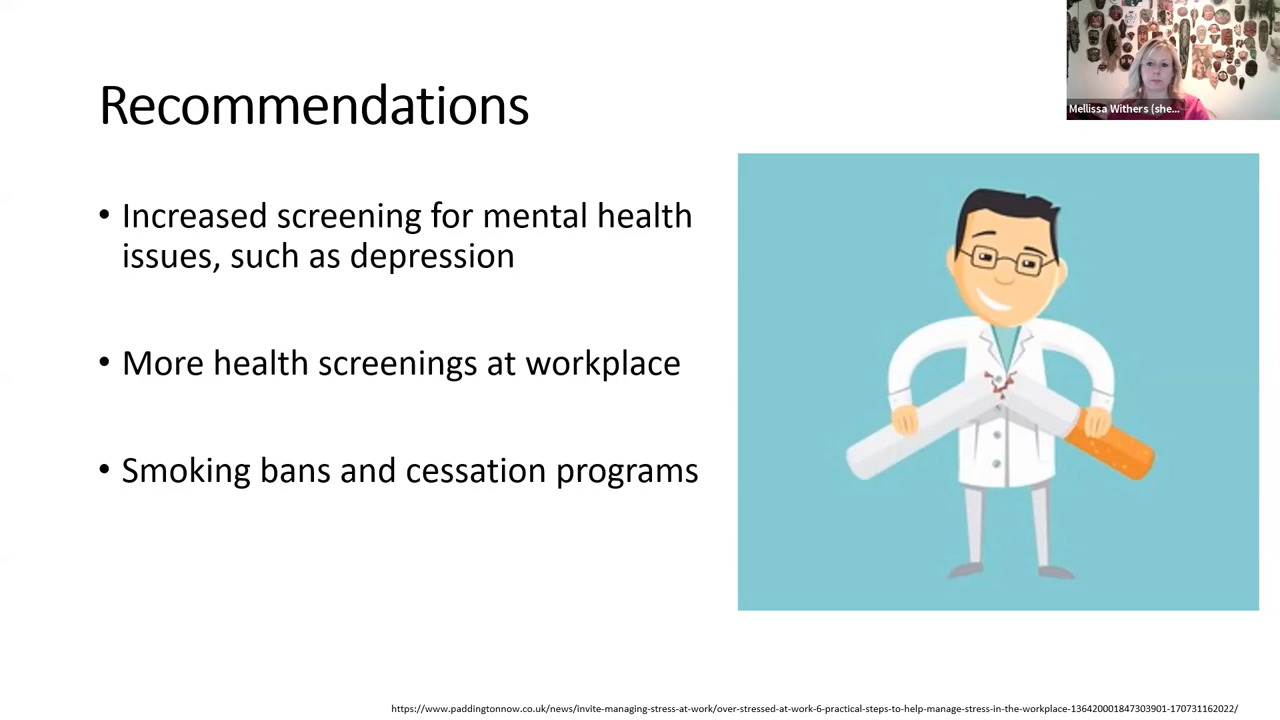 Mellissa Withers (she...
Recommendations
• Increased screening for mental health
issues, such as depression
• More health screenings at workplace
• Smoking bans and cessation programs
https://www.paddingtonnow.co.uk/news/invite-managing-stress-at-work/over-stressed-at-work-6-practical-steps-to-help-manage-stress-in-the-workplace-136420001847303901-170731162022/